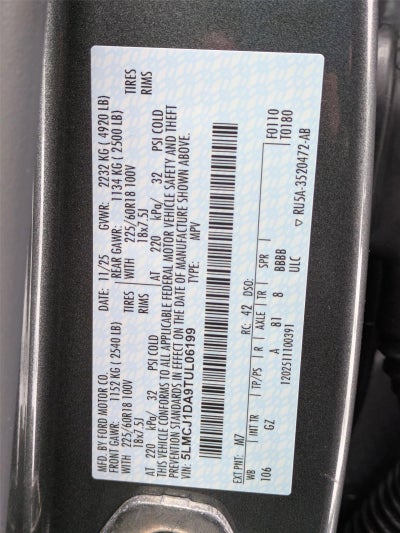 MFD. BY FORD MOTOR CO. DATE: 11/25 GVWR: 2232 KG ( 4920 LB)
FRONT GAWR: 1152 KG ( 2540 LB) REAR GAWR: 1134 KG ( 2500 LB)
WITH 225/60R18 100V TIRES WITH 225/60R18 100V TIRES
18x7.5J RIMS 18x7.5J RIMS
AT 220 kPa/ 32 PSI COLD AT 220 kPa/ 32 PSI COLD
THIS VEHICLE CONFORMS TO ALL APPLICABLE FEDERAL MOTOR VEHICLE SAFETY AND THEFT
PREVENTION STANDARDS IN EFFECT ON THE DATE OF MANUFACTURE SHOWN ABOVE.
VIN: 5LMCJ1DA9TUL06199 TYPE: MPV
F0110
T0180
EXT PNT: M7 RC: 42 DSO:
WB INT TR TP/PS R AXLE TR SPR
106 GZ A 81 8 BBBB
1202511100391 ULC
▽ RU5A-3520472-AB